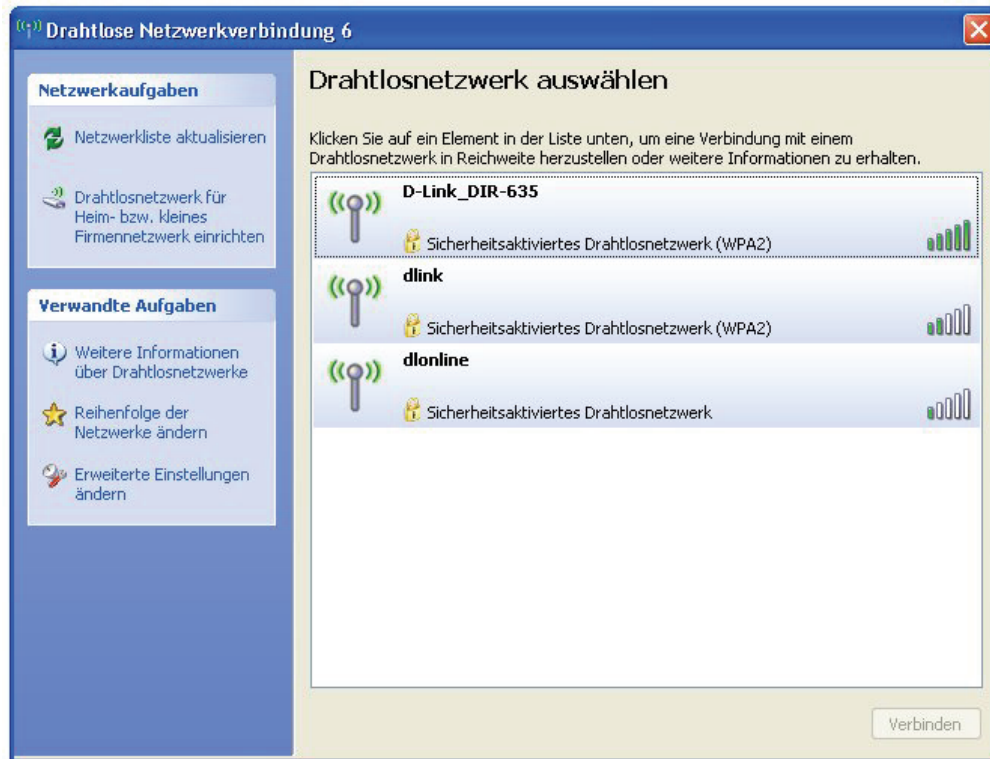 Drahtlose Netzwerkverbindung 6
Netzwerkaufgaben
Netzwerkliste aktualisieren
Drahtlosnetzwerk für
Heim- bzw. kleines
Firmennetzwerk einrichten
Verwandte Aufgaben
Weitere Informationen
über Drahtlosnetzwerke
Reihenfolge der
Netzwerke ändern
Erweiterte Einstellungen
ändern
Drahtlosnetzwerk auswählen
Klicken Sie auf ein Element in der Liste unten, um eine Verbindung mit einem
Drahtlosnetzwerk in Reichweite herzustellen oder weitere Informationen zu erhalten.
D-Link_DIR-635
Sicherheitsaktiviertes Drahtlosnetzwerk (WPA2)
dlink
Sicherheitsaktiviertes Drahtlosnetzwerk (WPA2)
dlonline
Sicherheitsaktiviertes Drahtlosnetzwerk
Verbinden